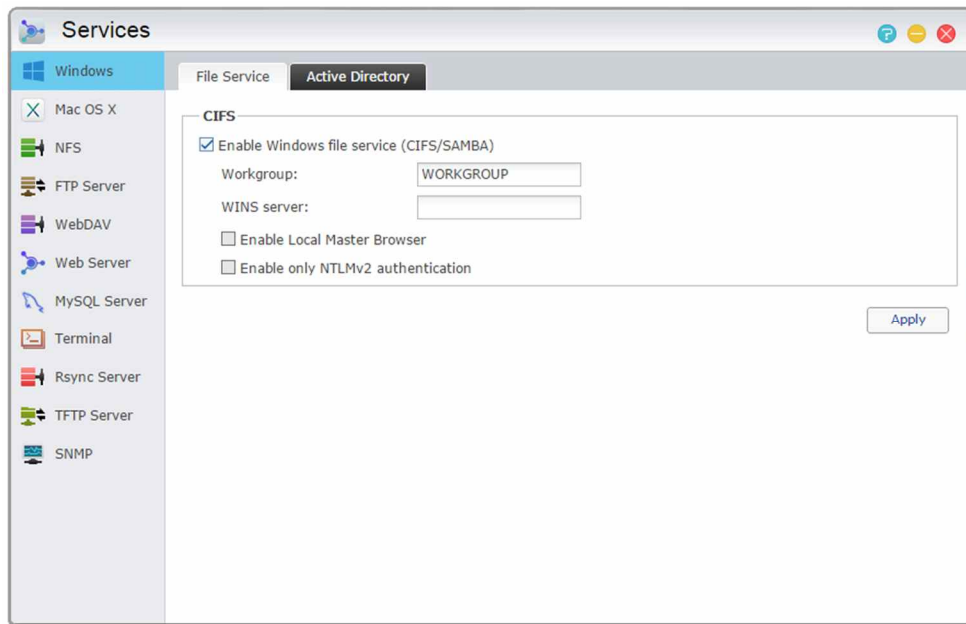 Services
Windows
Mac OS X
NFS
FTP Server
WebDAV
Web Server
MySQL Server
Terminal
Rsync Server
TFTP Server
SNMP
File Service
Active Directory
CIFS
Enable Windows file service (CIFS/SAMBA)
Workgroup: WORKGROUP
WINS server:
Enable Local Master Browser
Enable only NTLMv2 authentication
Apply